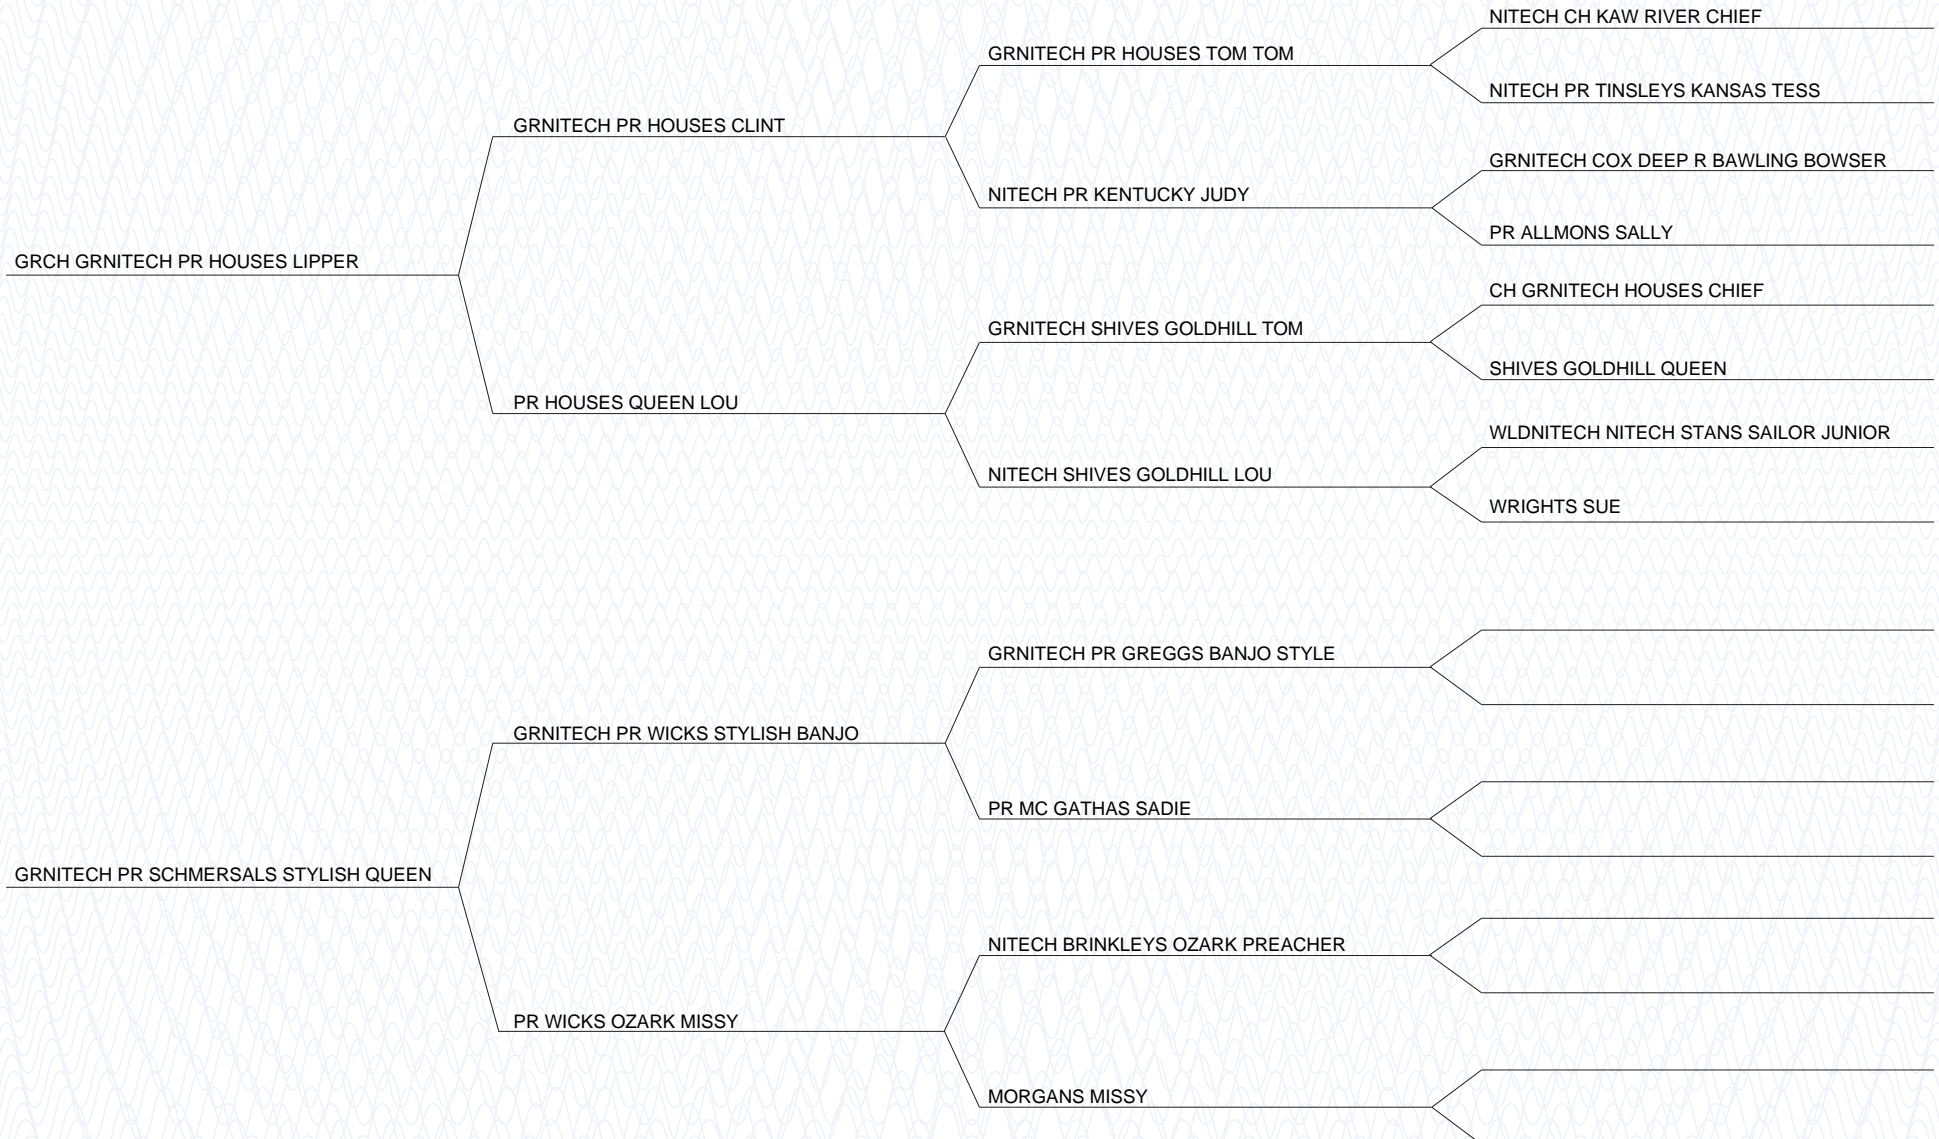 NITECH CH KAW RIVER CHIEF
GRNITECH PR HOUSES TOM TOM
NITECH PR TINSLEYS KANSAS TESS
GRNITECH PR HOUSES CLINT
GRNITECH COX DEEP R BAWLING BOWSER
NITECH PR KENTUCKY JUDY
PR ALLMONS SALLY
GRCH GRNITECH PR HOUSES LIPPER
CH GRNITECH HOUSES CHIEF
GRNITECH SHIVES GOLDHILL TOM
SHIVES GOLDHILL QUEEN
PR HOUSES QUEEN LOU
WLDNITECH NITECH STANS SAILOR JUNIOR
NITECH SHIVES GOLDHILL LOU
WRIGHTS SUE
GRNITECH PR GREGGS BANJO STYLE
GRNITECH PR WICKS STYLISH BANJO
PR MC GATHAS SADIE
GRNITECH PR SCHMERSALS STYLISH QUEEN
NITECH BRINKLEYS OZARK PREACHER
PR WICKS OZARK MISSY
MORGANS MISSY